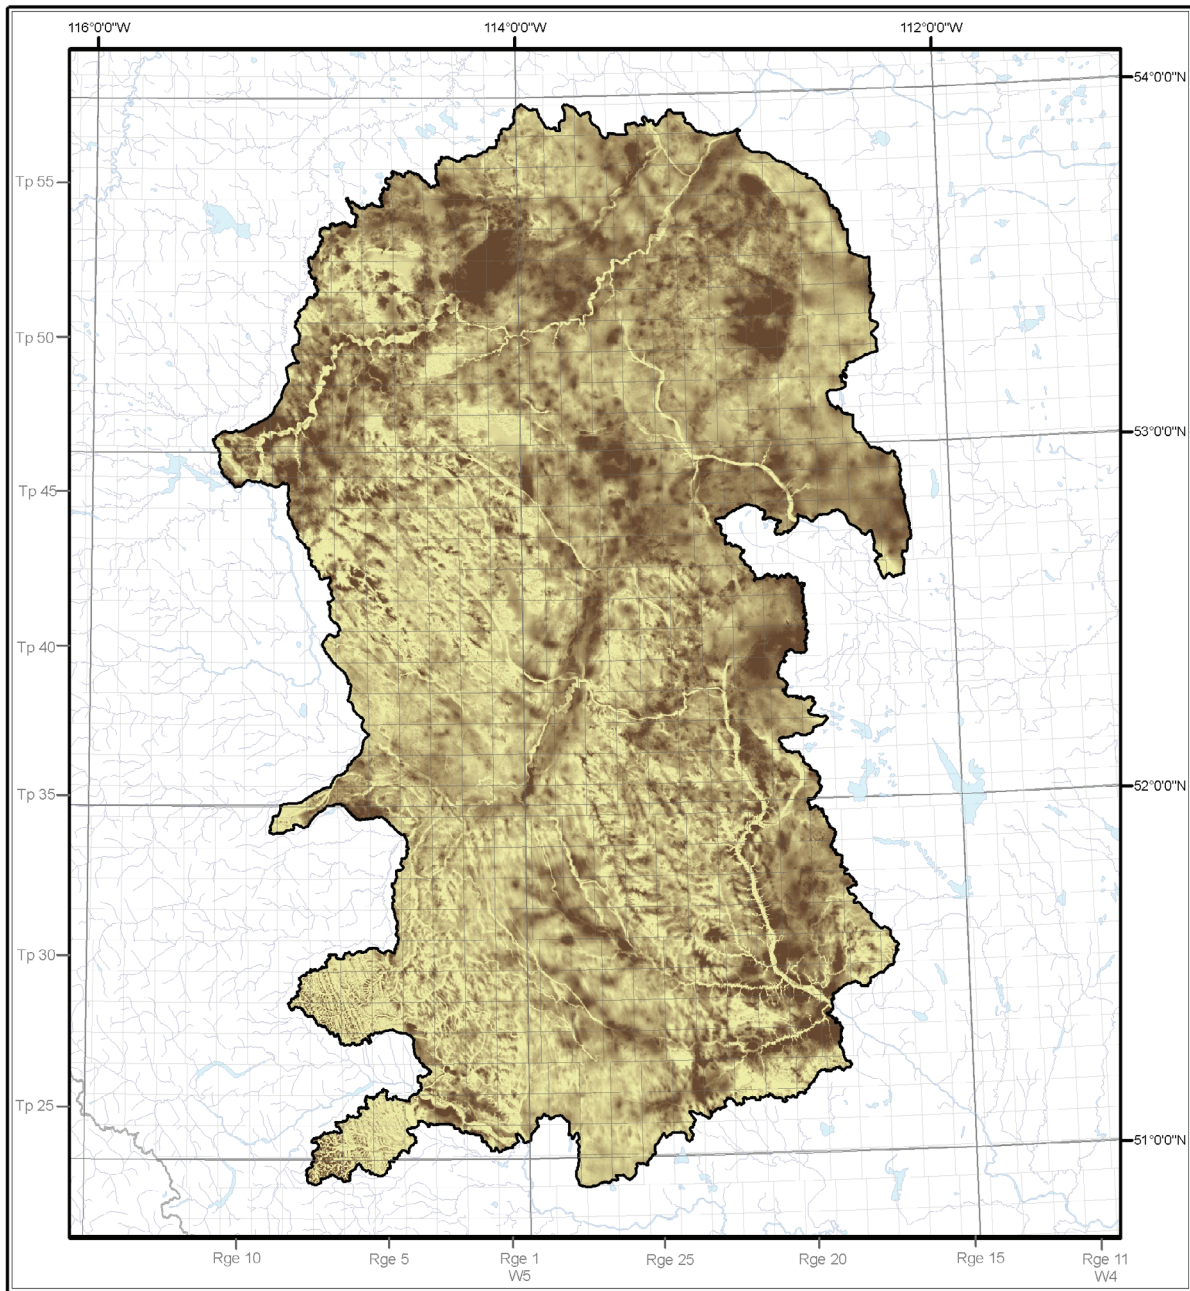 116°0'0"W 114°0'0"W 112°0'0"W
54°0'0"N
Tp 55
Tp 50
53°0'0"N
Tp 45
Tp 40
52°0'0"N
Tp 35
Tp 30
Tp 25
51°0'0"N
Rge 10 Rge 5 Rge 1 Rge 25 Rge 20 Rge 15 Rge 11
W5 W4